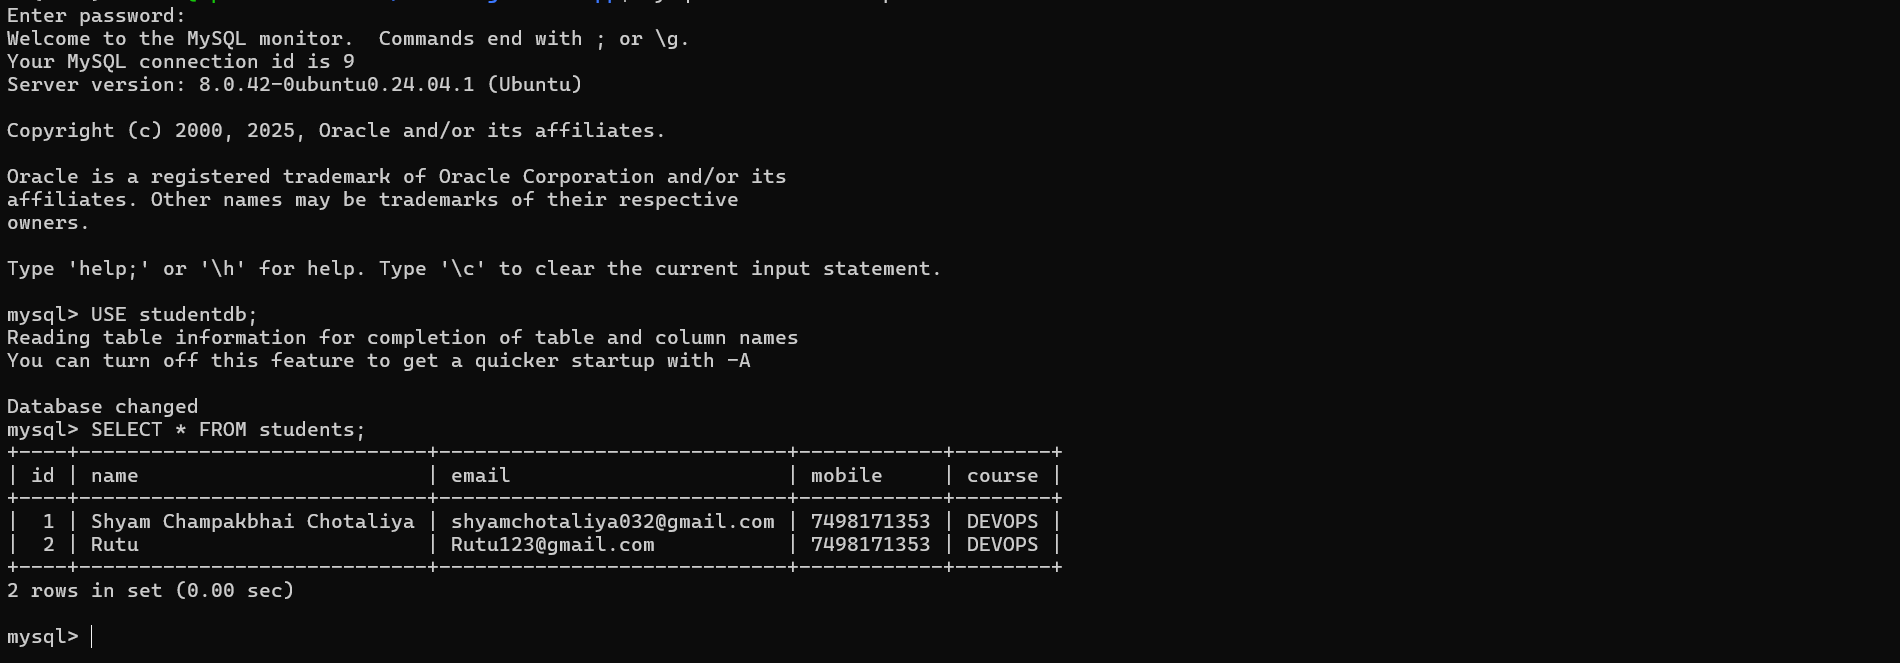 Enter password:
Welcome to the MySQL monitor.  Commands end with ; or \g.
Your MySQL connection id is 9
Server version: 8.0.42-0ubuntu0.24.04.1 (Ubuntu)

Copyright (c) 2000, 2025, Oracle and/or its affiliates.

Oracle is a registered trademark of Oracle Corporation and/or its
affiliates. Other names may be trademarks of their respective
owners.

Type 'help;' or '\h' for help. Type '\c' to clear the current input statement.

mysql> USE studentdb;
Reading table information for completion of table and column names
You can turn off this feature to get a quicker startup with -A

Database changed
mysql> SELECT * FROM students;
+----+-----------------------------+-----------------------------+------------+--------+
| id | name                        | email                       | mobile     | course |
+----+-----------------------------+-----------------------------+------------+--------+
|  1 | Shyam Champakbhai Chotaliya | shyamchotaliya032@gmail.com | 7498171353 | DEVOPS |
|  2 | Rutu                        | Rutu123@gmail.com           | 7498171353 | DEVOPS |
+----+-----------------------------+-----------------------------+------------+--------+
2 rows in set (0.00 sec)

mysql>